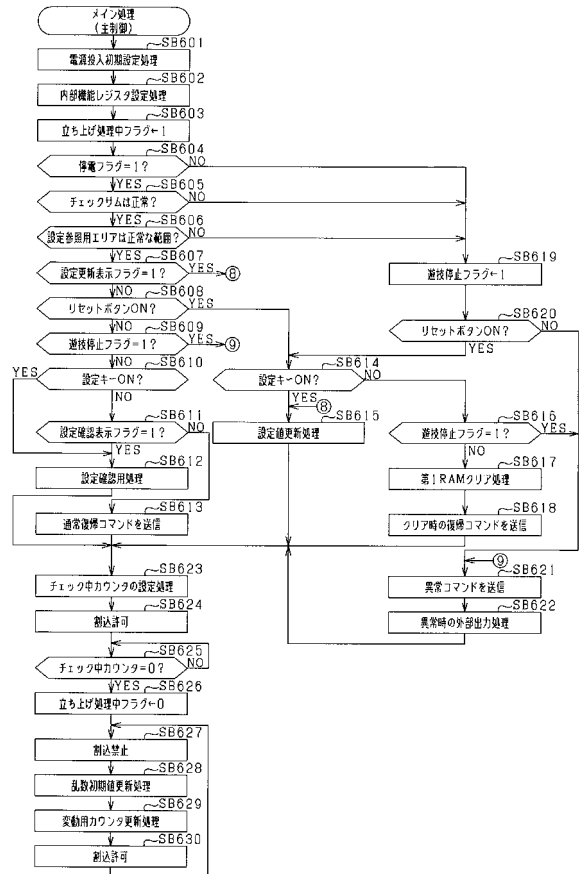 メイン処理
(主制御)
SB601
電源投入初期設定処理
SB602
内部機能レジスタ設定処理
SB603
立ち上げ処理中フラグ←1
SB604
停電フラグ=1?
NO
YES
SB605
チェックサムは正常?
NO
YES
SB606
設定参照用エリアは正常な範囲?
NO
YES
SB607
設定更新表示フラグ=1?
YES
⑧
NO
SB608
リセットボタンON?
YES
NO
SB609
遊技停止フラグ=1?
YES
⑨
NO
SB610
YES
設定キーON?
NO
SB611
設定確認表示フラグ=1?
NO
YES
SB612
設定確認用処理
SB613
通常復帰コマンドを送信
SB614
設定キーON?
NO
YES
⑧
SB615
設定値更新処理
SB619
遊技停止フラグ←1
SB620
リセットボタンON?
NO
YES
SB616
遊技停止フラグ=1?
YES
NO
SB617
第1RAMクリア処理
SB618
クリア時の復帰コマンドを送信
⑨
SB621
異常コマンドを送信
SB622
異常時の外部出力処理
SB623
チェック中カウンタの設定処理
SB624
割込許可
SB625
チェック中カウンタ=0?
NO
YES
SB626
立ち上げ処理中フラグ←0
SB627
割込禁止
SB628
乱数初期値更新処理
SB629
変動用カウンタ更新処理
SB630
割込許可